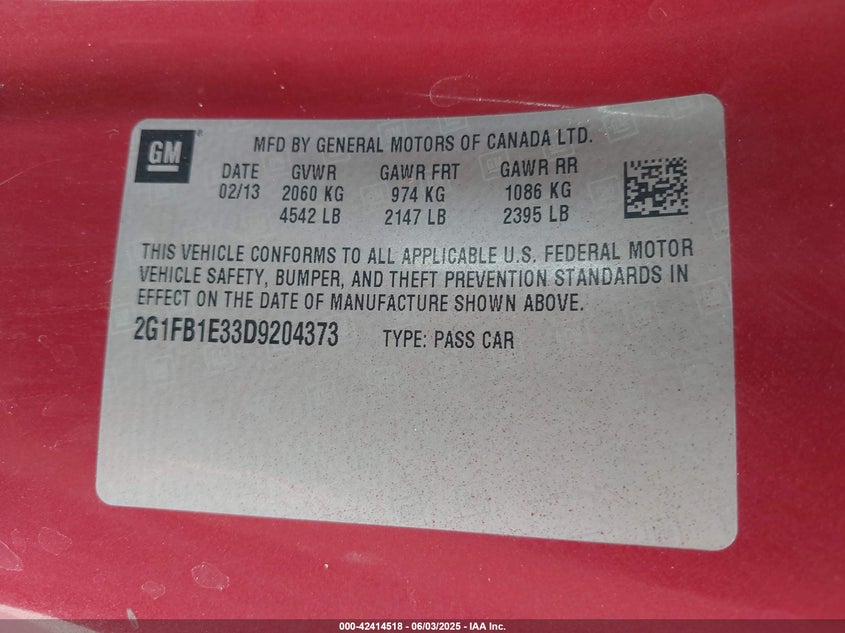 GM®
MFD BY GENERAL MOTORS OF CANADA LTD.
DATE GVWR GAWR FRT GAWR RR
02/13 2060 KG 974 KG 1086 KG
4542 LB 2147 LB 2395 LB
THIS VEHICLE CONFORMS TO ALL APPLICABLE U.S. FEDERAL MOTOR
VEHICLE SAFETY, BUMPER, AND THEFT PREVENTION STANDARDS IN
EFFECT ON THE DATE OF MANUFACTURE SHOWN ABOVE.
2G1FB1E33D9204373 TYPE: PASS CAR
000-42414518 - 06/03/2025 - IAA Inc.